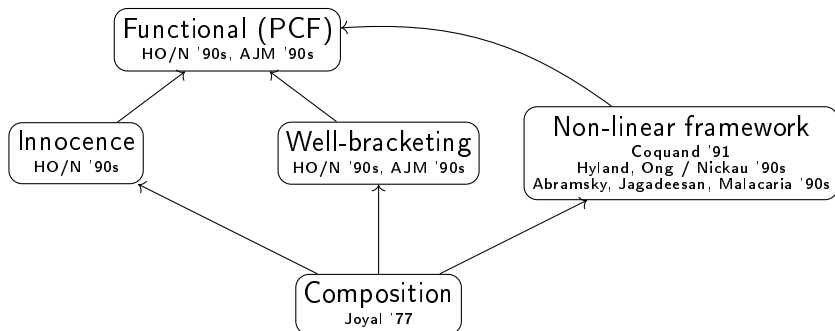 Functional (PCF)
HO/N '90s, AJM '90s
Innocence
HO/N '90s
Well-bracketing
HO/N '90s, AJM '90s
Non-linear framework
Coquand '91
Hyland, Ong / Nickau '90s
Abramsky, Jagadeesan, Malacaria '90s
Composition
Joyal '77